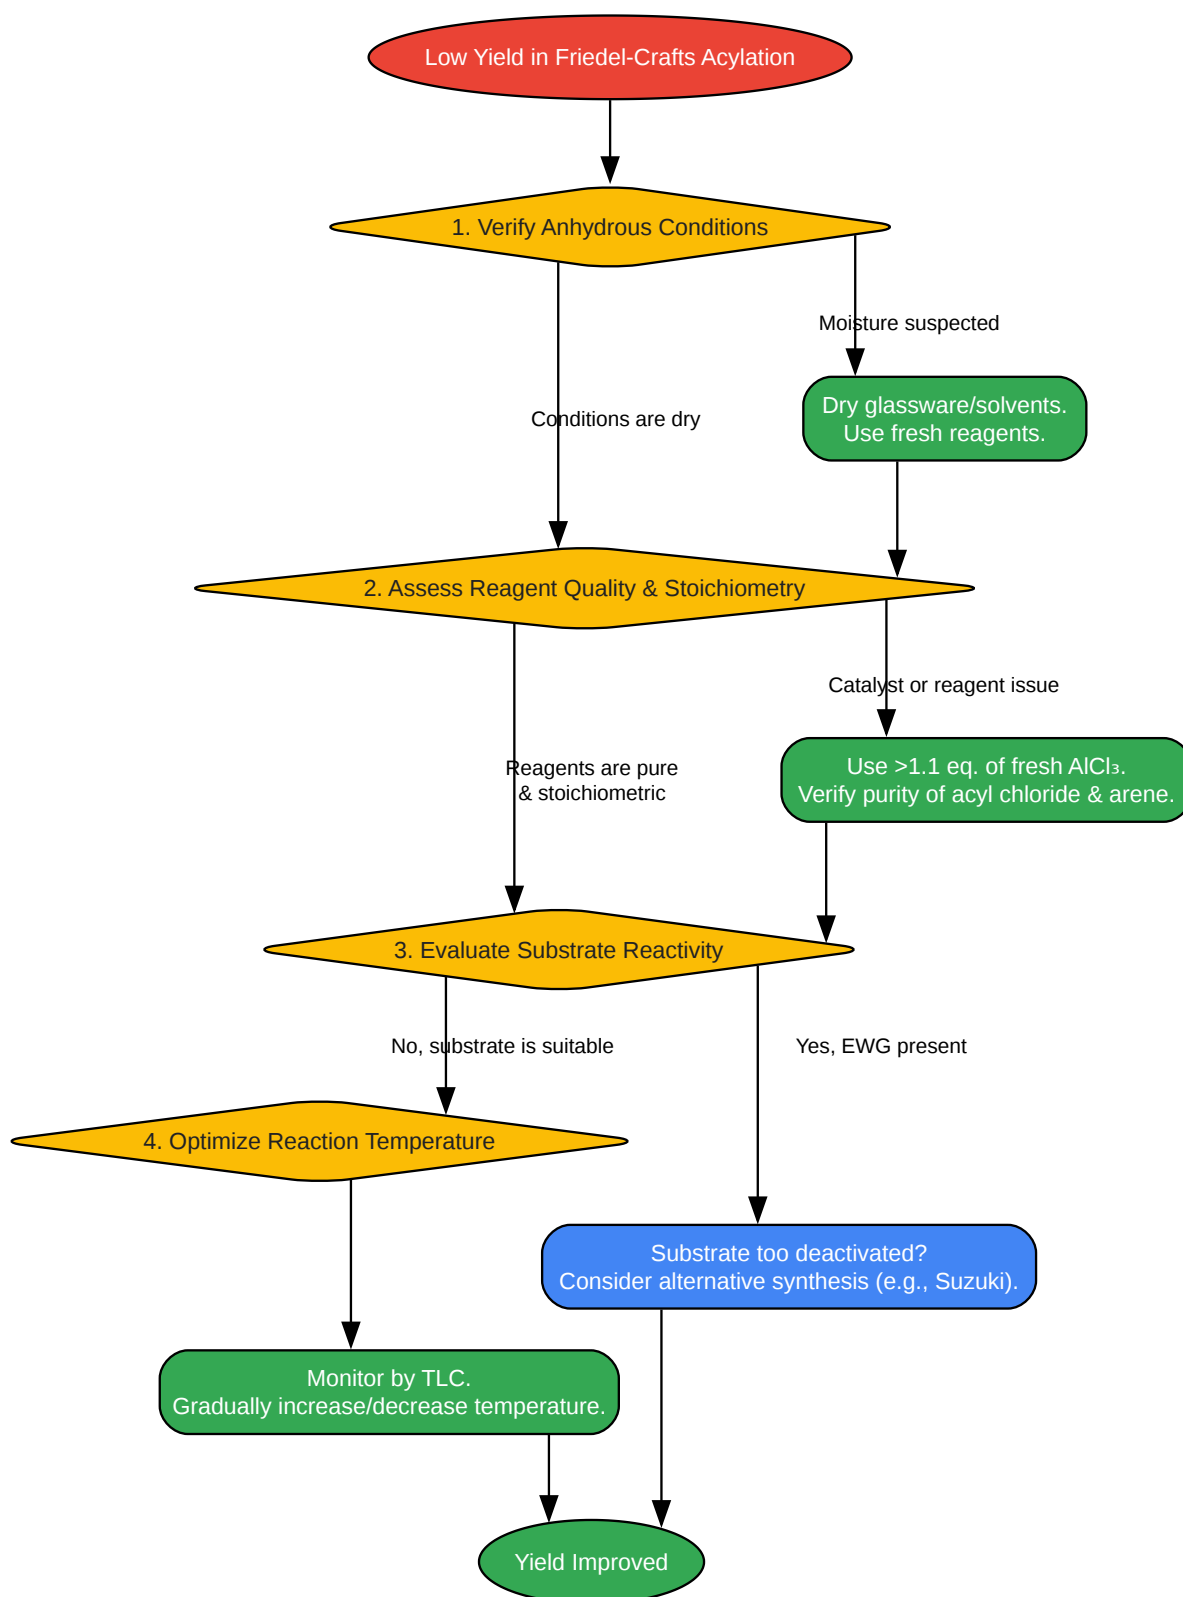 Low Yield in Friedel-Crafts Acylation
1. Verify Anhydrous Conditions
Moisture suspected
Dry glassware/solvents.
Use fresh reagents.
Conditions are dry
2. Assess Reagent Quality & Stoichiometry
Catalyst or reagent issue
Use >1.1 eq. of fresh AlCl₃.
Verify purity of acyl chloride & arene.
Reagents are pure
& stoichiometric
3. Evaluate Substrate Reactivity
No, substrate is suitable
Yes, EWG present
4. Optimize Reaction Temperature
Substrate too deactivated?
Consider alternative synthesis (e.g., Suzuki).
Monitor by TLC.
Gradually increase/decrease temperature.
Yield Improved